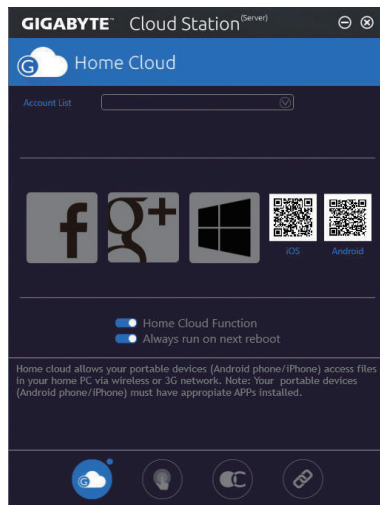 GIGABYTE™ Cloud Station (Server)
G Home Cloud
Account List
f g+ iOS Android
Home Cloud Function
Always run on next reboot
Home cloud allows your portable devices (Android phone/iPhone) access files
in your home PC via wireless or 3G network. Note: Your portable devices
(Android phone/iPhone) must have appropiate APPs installed.
G